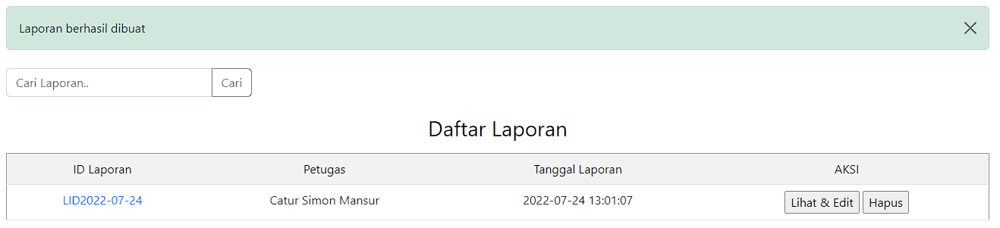 Laporan berhasil dibuat
Cari Laporan.. Cari
Daftar Laporan
ID Laporan Petugas Tanggal Laporan AKSI
LID2022-07-24 Catur Simon Mansur 2022-07-24 13:01:07 Lihat & Edit Hapus